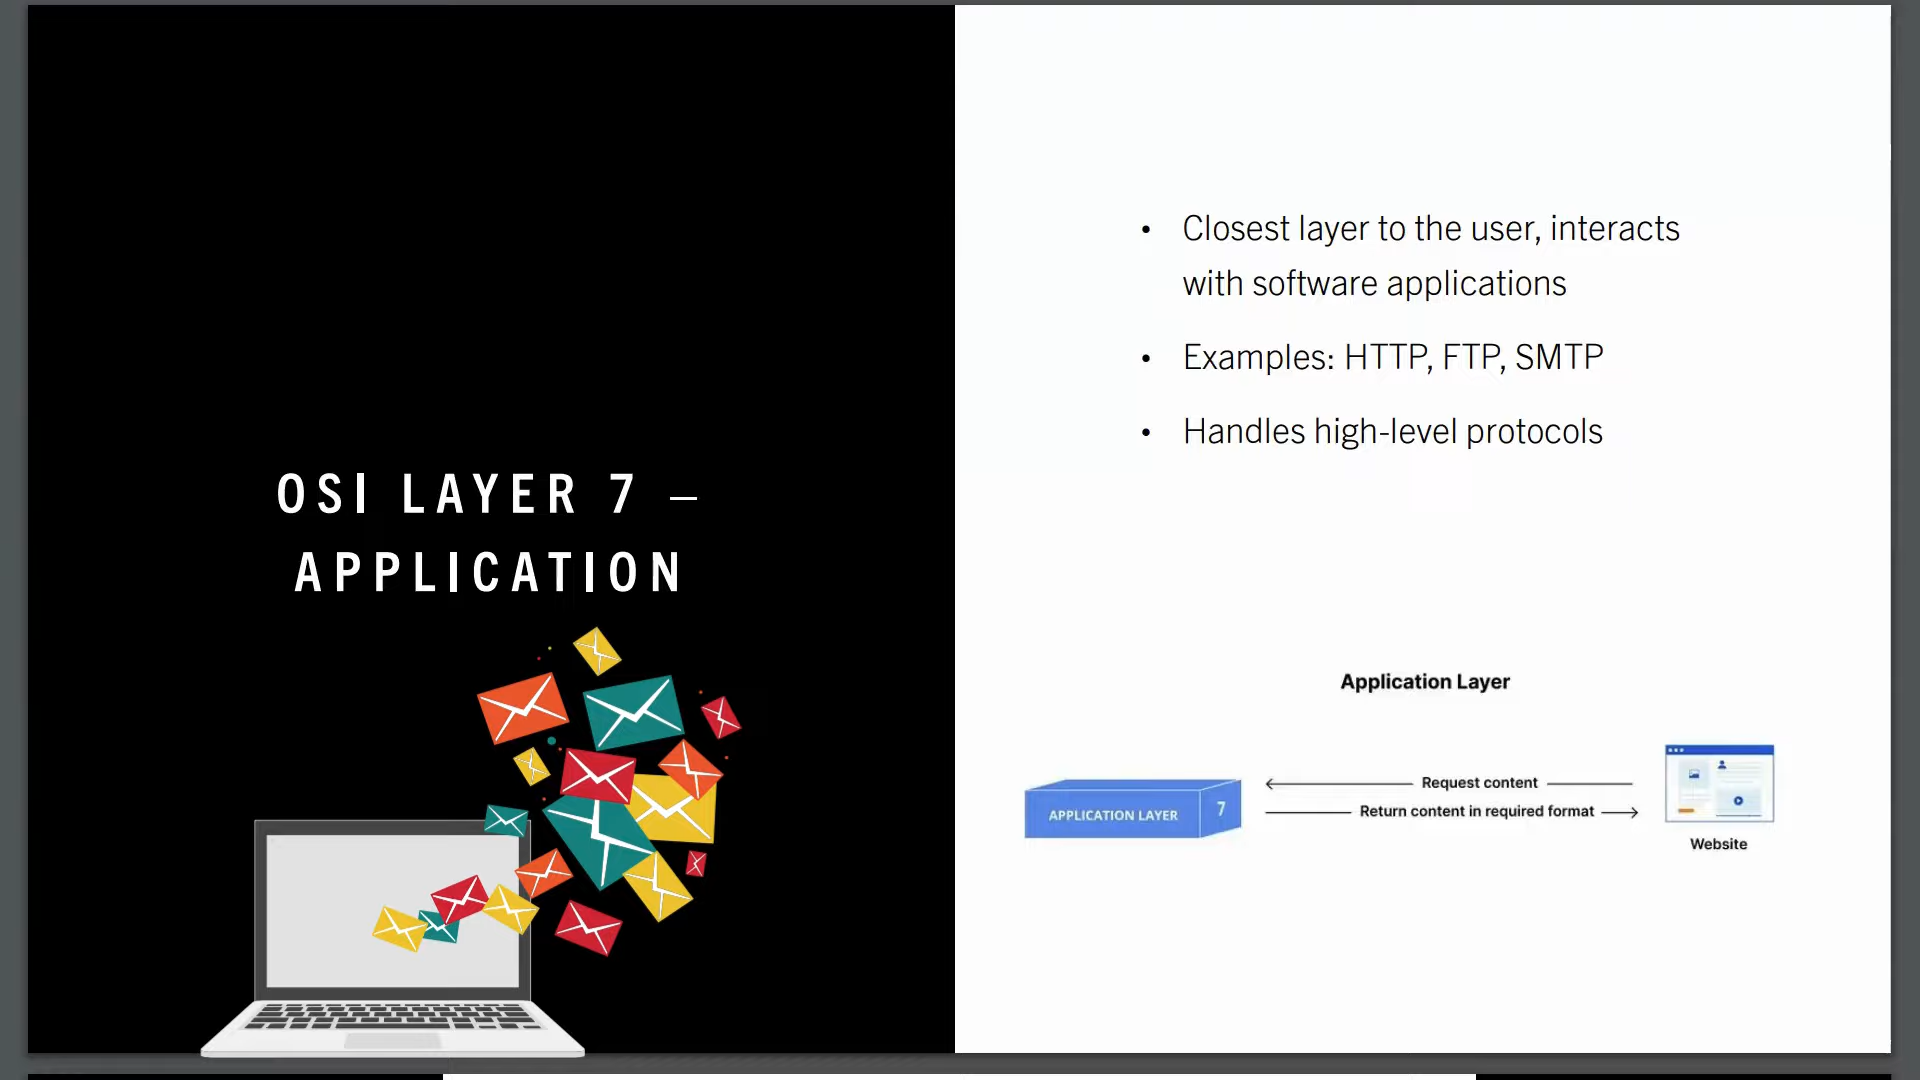 OSI LAYER 7 –
APPLICATION
• Closest layer to the user, interacts
with software applications
• Examples: HTTP, FTP, SMTP
• Handles high-level protocols
Application Layer
APPLICATION LAYER 7
Request content
Return content in required format
Website